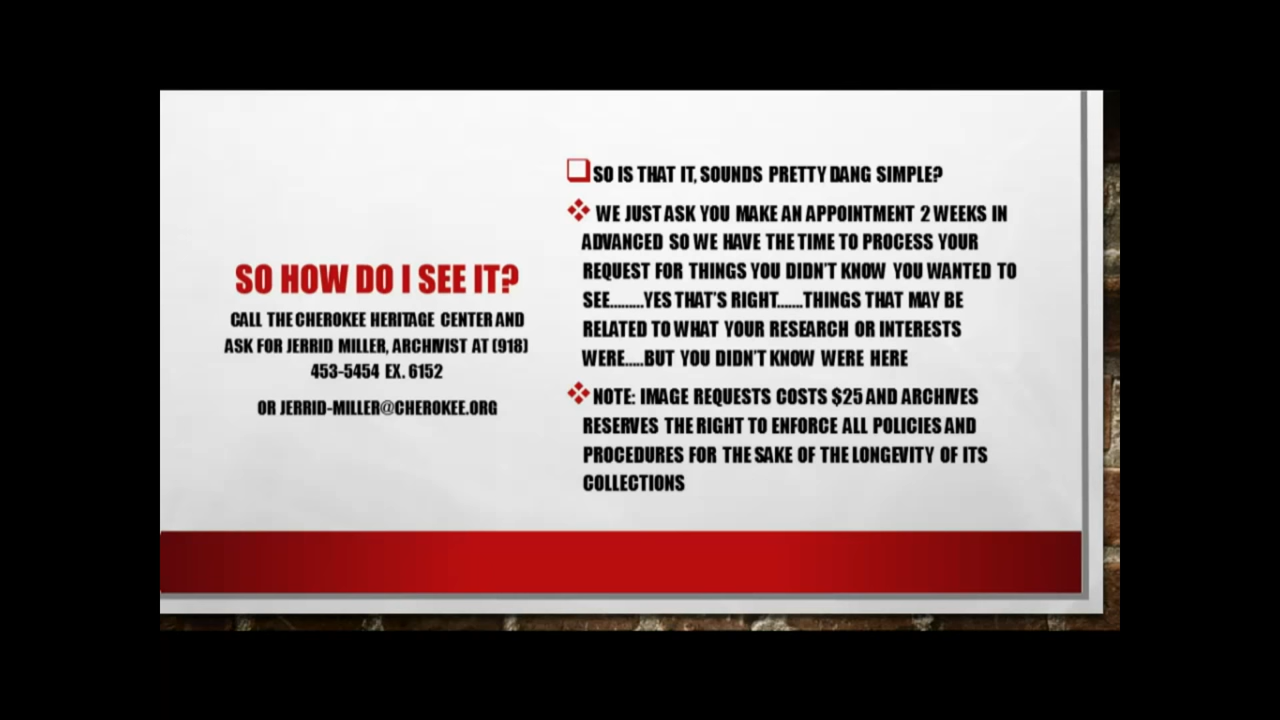 SO HOW DO I SEE IT?
CALL THE CHEROKEE HERITAGE CENTER AND
ASK FOR JERRID MILLER, ARCHIVIST AT (918)
453-5454 EX. 6152
OR JERRID-MILLER@CHEROKEE.ORG
SO IS THAT IT, SOUNDS PRETTY DANG SIMPLE?
WE JUST ASK YOU MAKE AN APPOINTMENT 2 WEEKS IN
ADVANCED SO WE HAVE THE TIME TO PROCESS YOUR
REQUEST FOR THINGS YOU DIDN'T KNOW YOU WANTED TO
SEE.........YES THAT'S RIGHT.......THINGS THAT MAY BE
RELATED TO WHAT YOUR RESEARCH OR INTERESTS
WERE.....BUT YOU DIDN'T KNOW WERE HERE
NOTE: IMAGE REQUESTS COSTS $25 AND ARCHIVES
RESERVES THE RIGHT TO ENFORCE ALL POLICIES AND
PROCEDURES FOR THE SAKE OF THE LONGEVITY OF ITS
COLLECTIONS